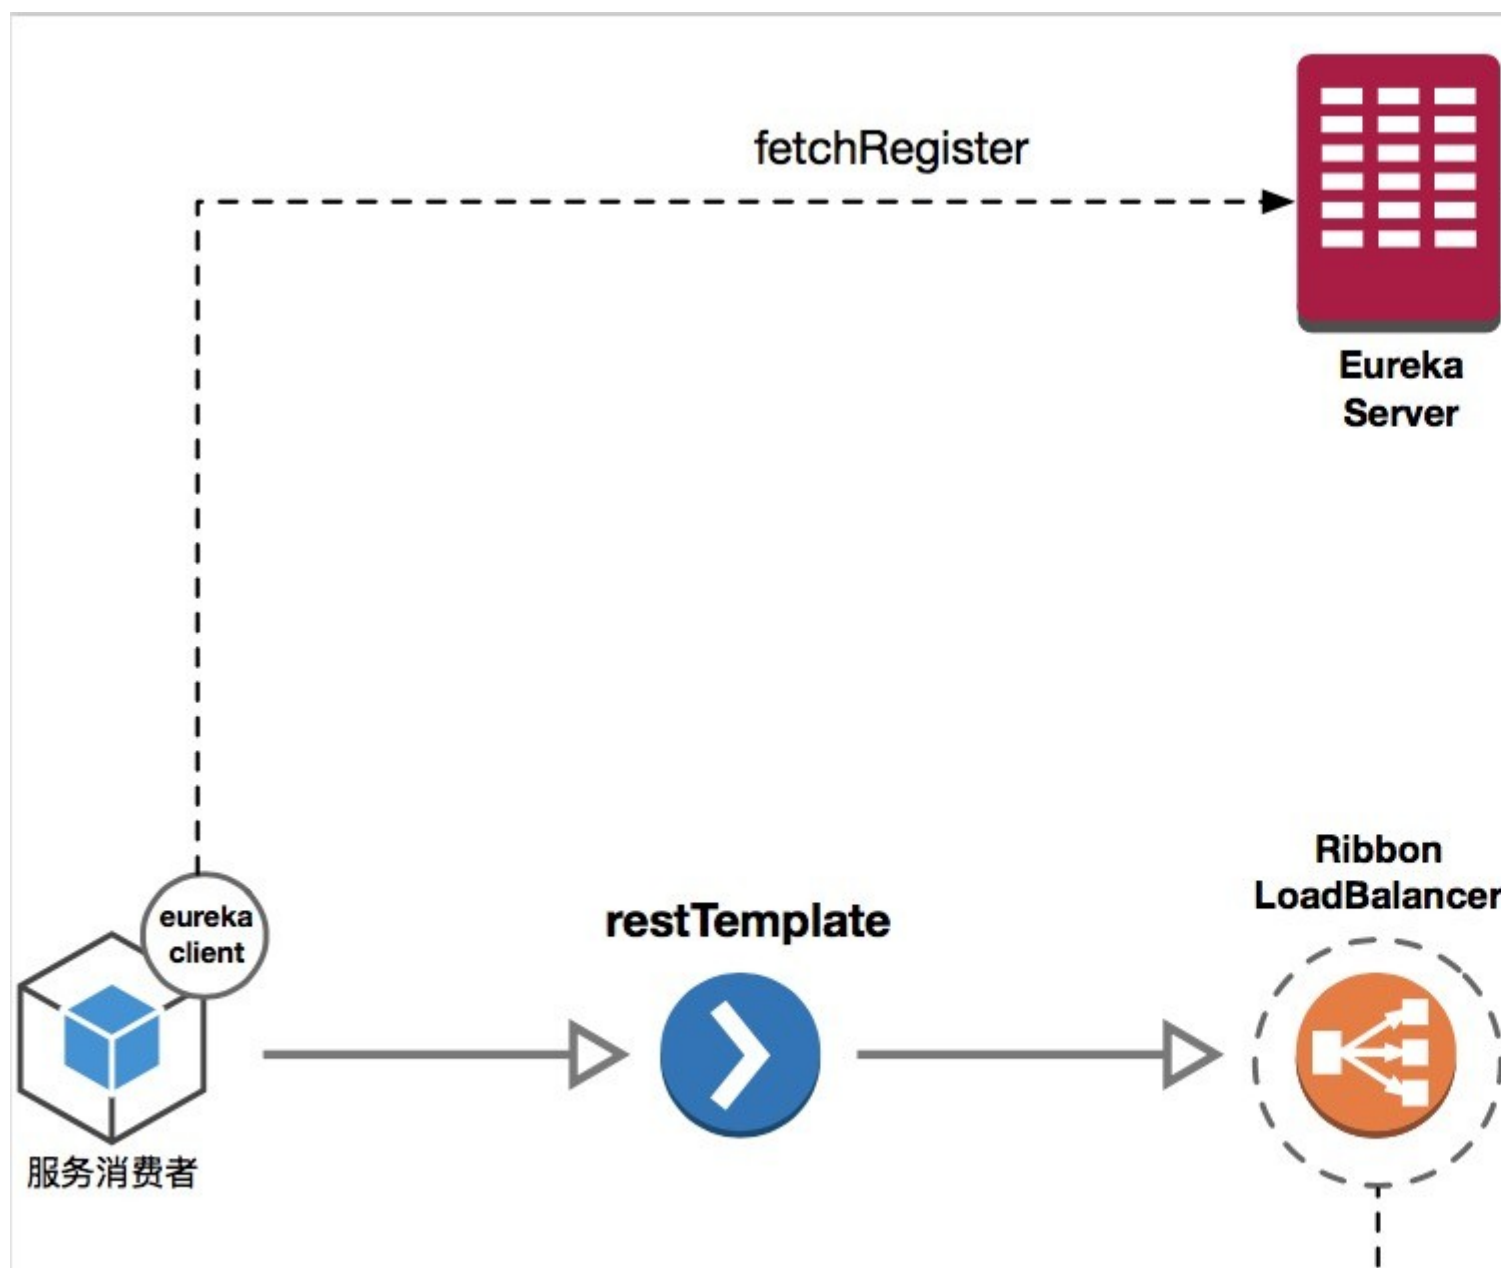 fetchRegister
Eureka
Server
Ribbon
LoadBalancer
restTemplate
eureka
client
服务消费者